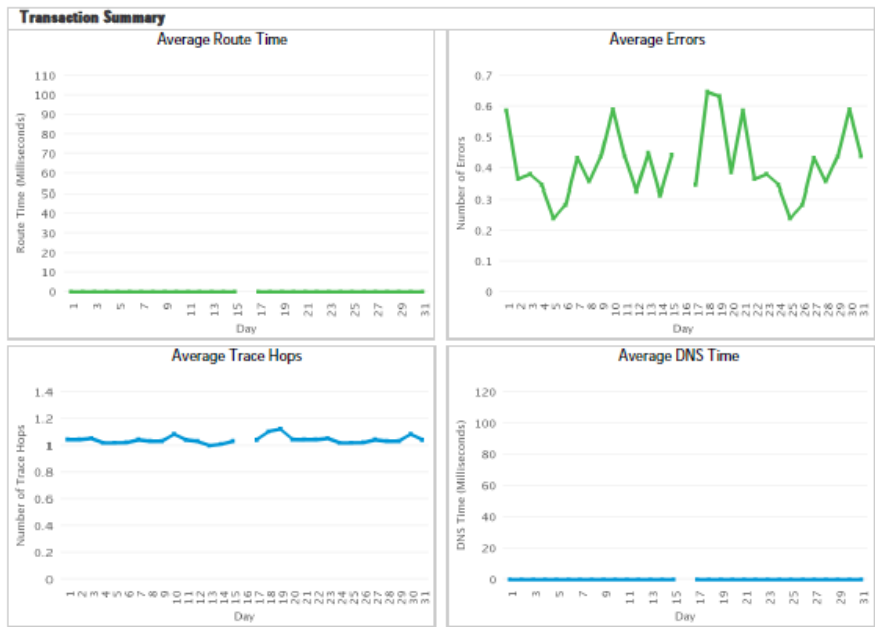 Transaction Summary
Average Route Time
110
100
90
80
70
60
50
40
30
20
10
0
Route Time (Milliseconds)
1 3 5 7 9 11 13 15 17 19 21 23 25 27 29 31
Day
Average Errors
0.7
0.6
0.5
0.4
0.3
0.2
0.1
0
Number of Errors
1 2 3 4 5 6 7 8 9 10 11 12 13 14 15 16 17 18 19 20 21 22 23 24 25 26 27 28 29 30 31
Day
Average Trace Hops
1.4
1.2
1
0.8
0.6
0.4
0.2
0
Number of Trace Hops
1 2 3 4 5 6 7 8 9 10 11 12 13 14 15 16 17 18 19 20 21 22 23 24 25 26 27 28 29 30 31
Day
Average DNS Time
120
100
80
60
40
20
0
DNS Time (Milliseconds)
1 3 5 7 9 11 13 15 17 19 21 23 25 27 29 31
Day